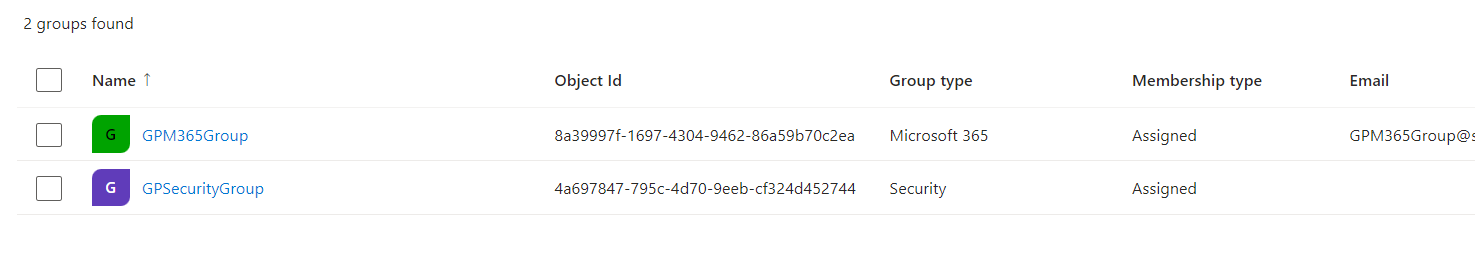 2 groups found
Name ↑ Object Id Group type Membership type Email
G GPM365Group 8a39997f-1697-4304-9462-86a59b70c2ea Microsoft 365 Assigned GPM365Group@s
G GPSecurityGroup 4a697847-795c-4d70-9eeb-cf324d452744 Security Assigned